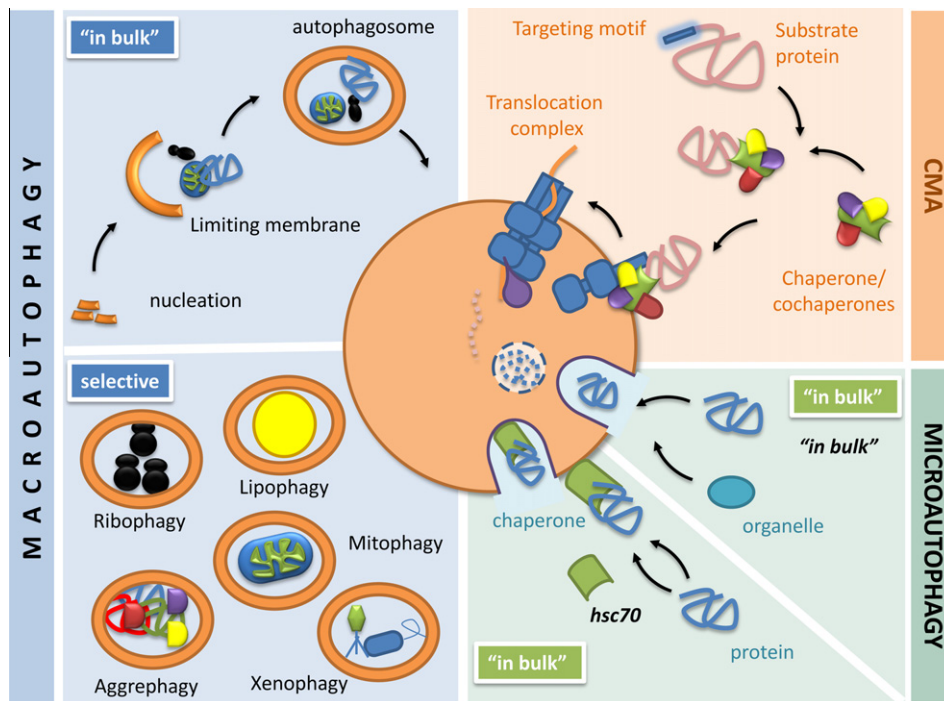 MACROAUTOPHAGY
"in bulk"
autophagosome
Limiting membrane
nucleation
selective
Ribophagy
Lipophagy
Mitophagy
Aggrephagy
Xenophagy
Targeting motif
Substrate
protein
Translocation
complex
Chaperone/
cochaperones
CMA
"in bulk"
"in bulk"
organelle
chaperone
hsc70
protein
"in bulk"
MICROAUTOPHAGY